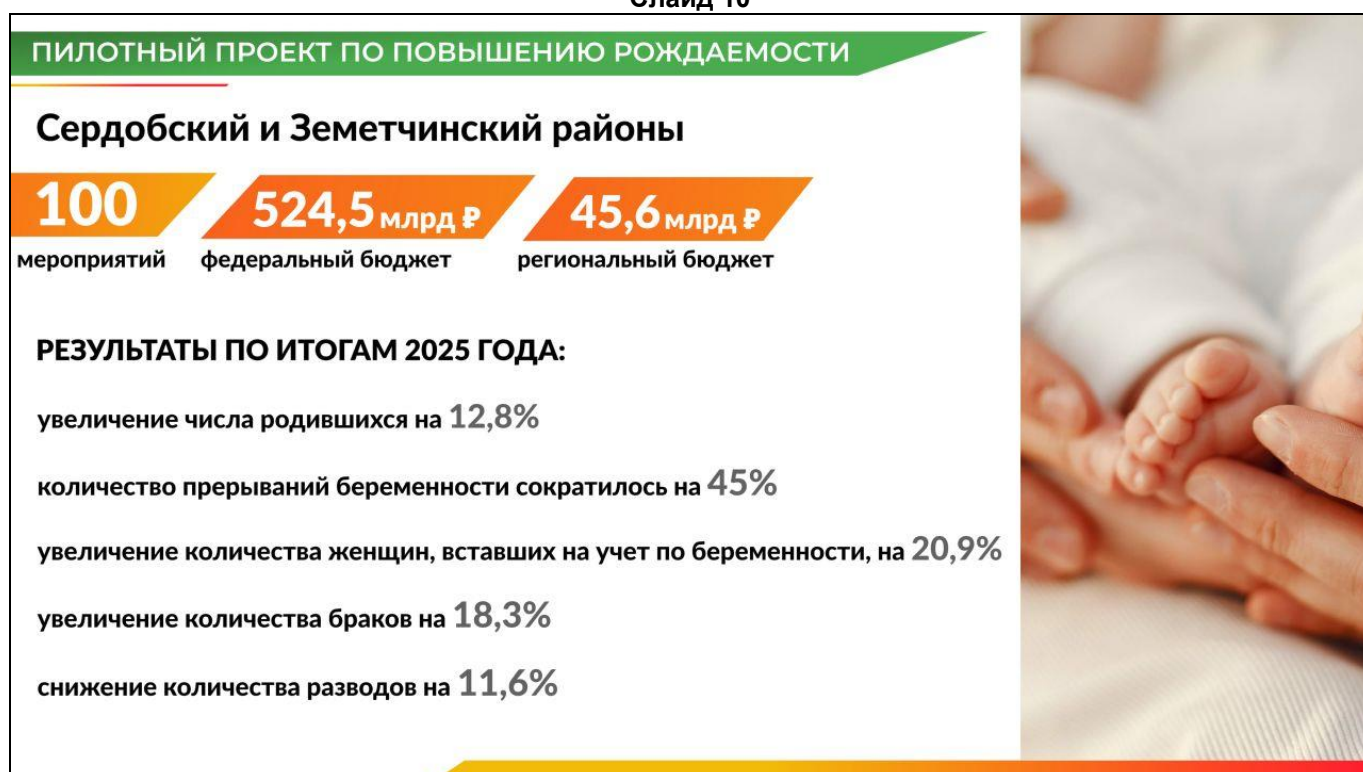 Слайд 10
ПИЛОТНЫЙ ПРОЕКТ ПО ПОВЫШЕНИЮ РОЖДАЕМОСТИ
Сердобский и Земетчинский районы
100 524,5 млрд ₽ 45,6 млрд ₽
мероприятий федеральный бюджет региональный бюджет
РЕЗУЛЬТАТЫ ПО ИТОГАМ 2025 ГОДА:
увеличение числа родившихся на 12,8%
количество прерываний беременности сократилось на 45%
увеличение количества женщин, вставших на учет по беременности, на 20,9%
увеличение количества браков на 18,3%
снижение количества разводов на 11,6%